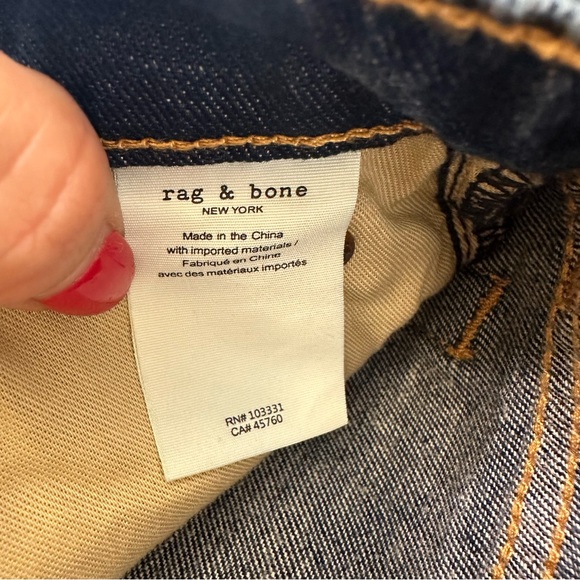 rag & bone
NEW YORK
Made in the China
with imported materials /
Fabriqué en Chine
avec des matériaux importés
RN# 103331
CA# 45760